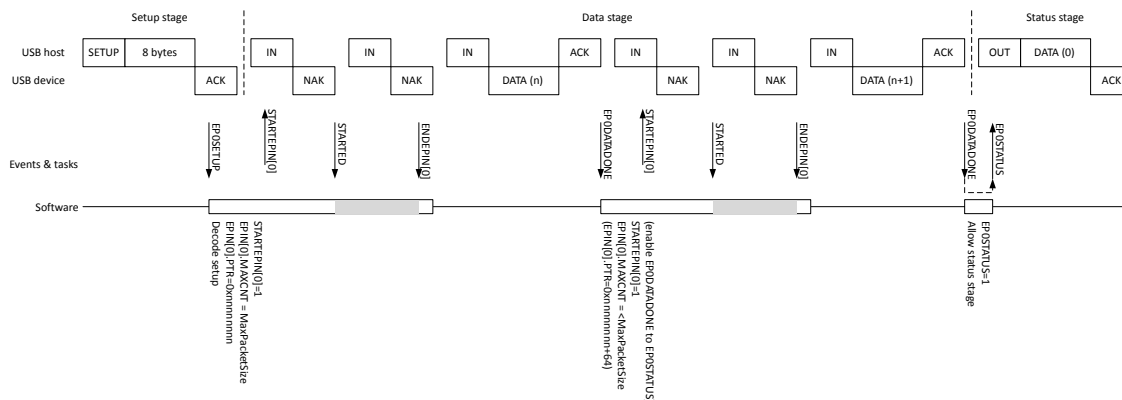 Setup stage
Data stage
Status stage
USB host
SETUP
8 bytes
IN
IN
IN
ACK
IN
IN
IN
ACK
OUT
DATA (0)
USB device
ACK
NAK
NAK
DATA (n)
NAK
NAK
DATA (n+1)
ACK
Events & tasks
EP0SETUP
STARTEPIN[0]
STARTED
ENDEPIN[0]
EP0DATADONE
STARTEPIN[0]
STARTED
ENDEPIN[0]
EP0DATADONE
EP0STATUS
Software
Decode setup
EPIN[0].PTR=0xnnnnnnnn
EPIN[0].MAXCNT = MaxPacketSize
STARTEPIN[0]=1
(EPIN[0].PTR=0xnnnnnnnn+64)
EPIN[0].MAXCNT = <MaxPacketSize
STARTEPIN[0]=1
(enable EP0DATADONE to EP0STATUS
Allow status stage
EP0STATUS=1